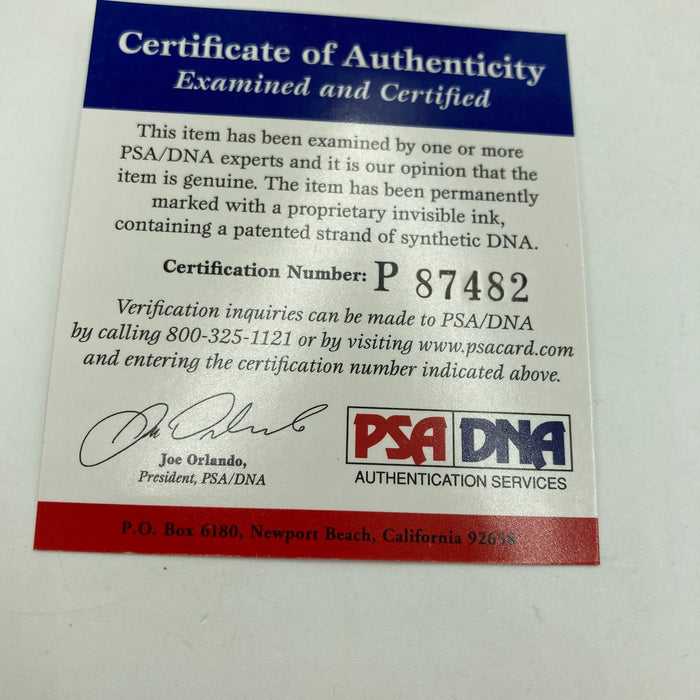 Certificate of Authenticity
Examined and Certified
This item has been examined by one or more
PSA/DNA experts and it is our opinion that the
item is genuine. The item has been permanently
marked with a proprietary invisible ink,
containing a patented strand of synthetic DNA.
Certification Number: P 87482
Verification inquiries can be made to PSA/DNA
by calling 800-325-1121 or by visiting www.psacard.com
and entering the certification number indicated above.
Joe Orlando,
President, PSA/DNA
PSA DNA
AUTHENTICATION SERVICES
P.O. Box 6180, Newport Beach, California